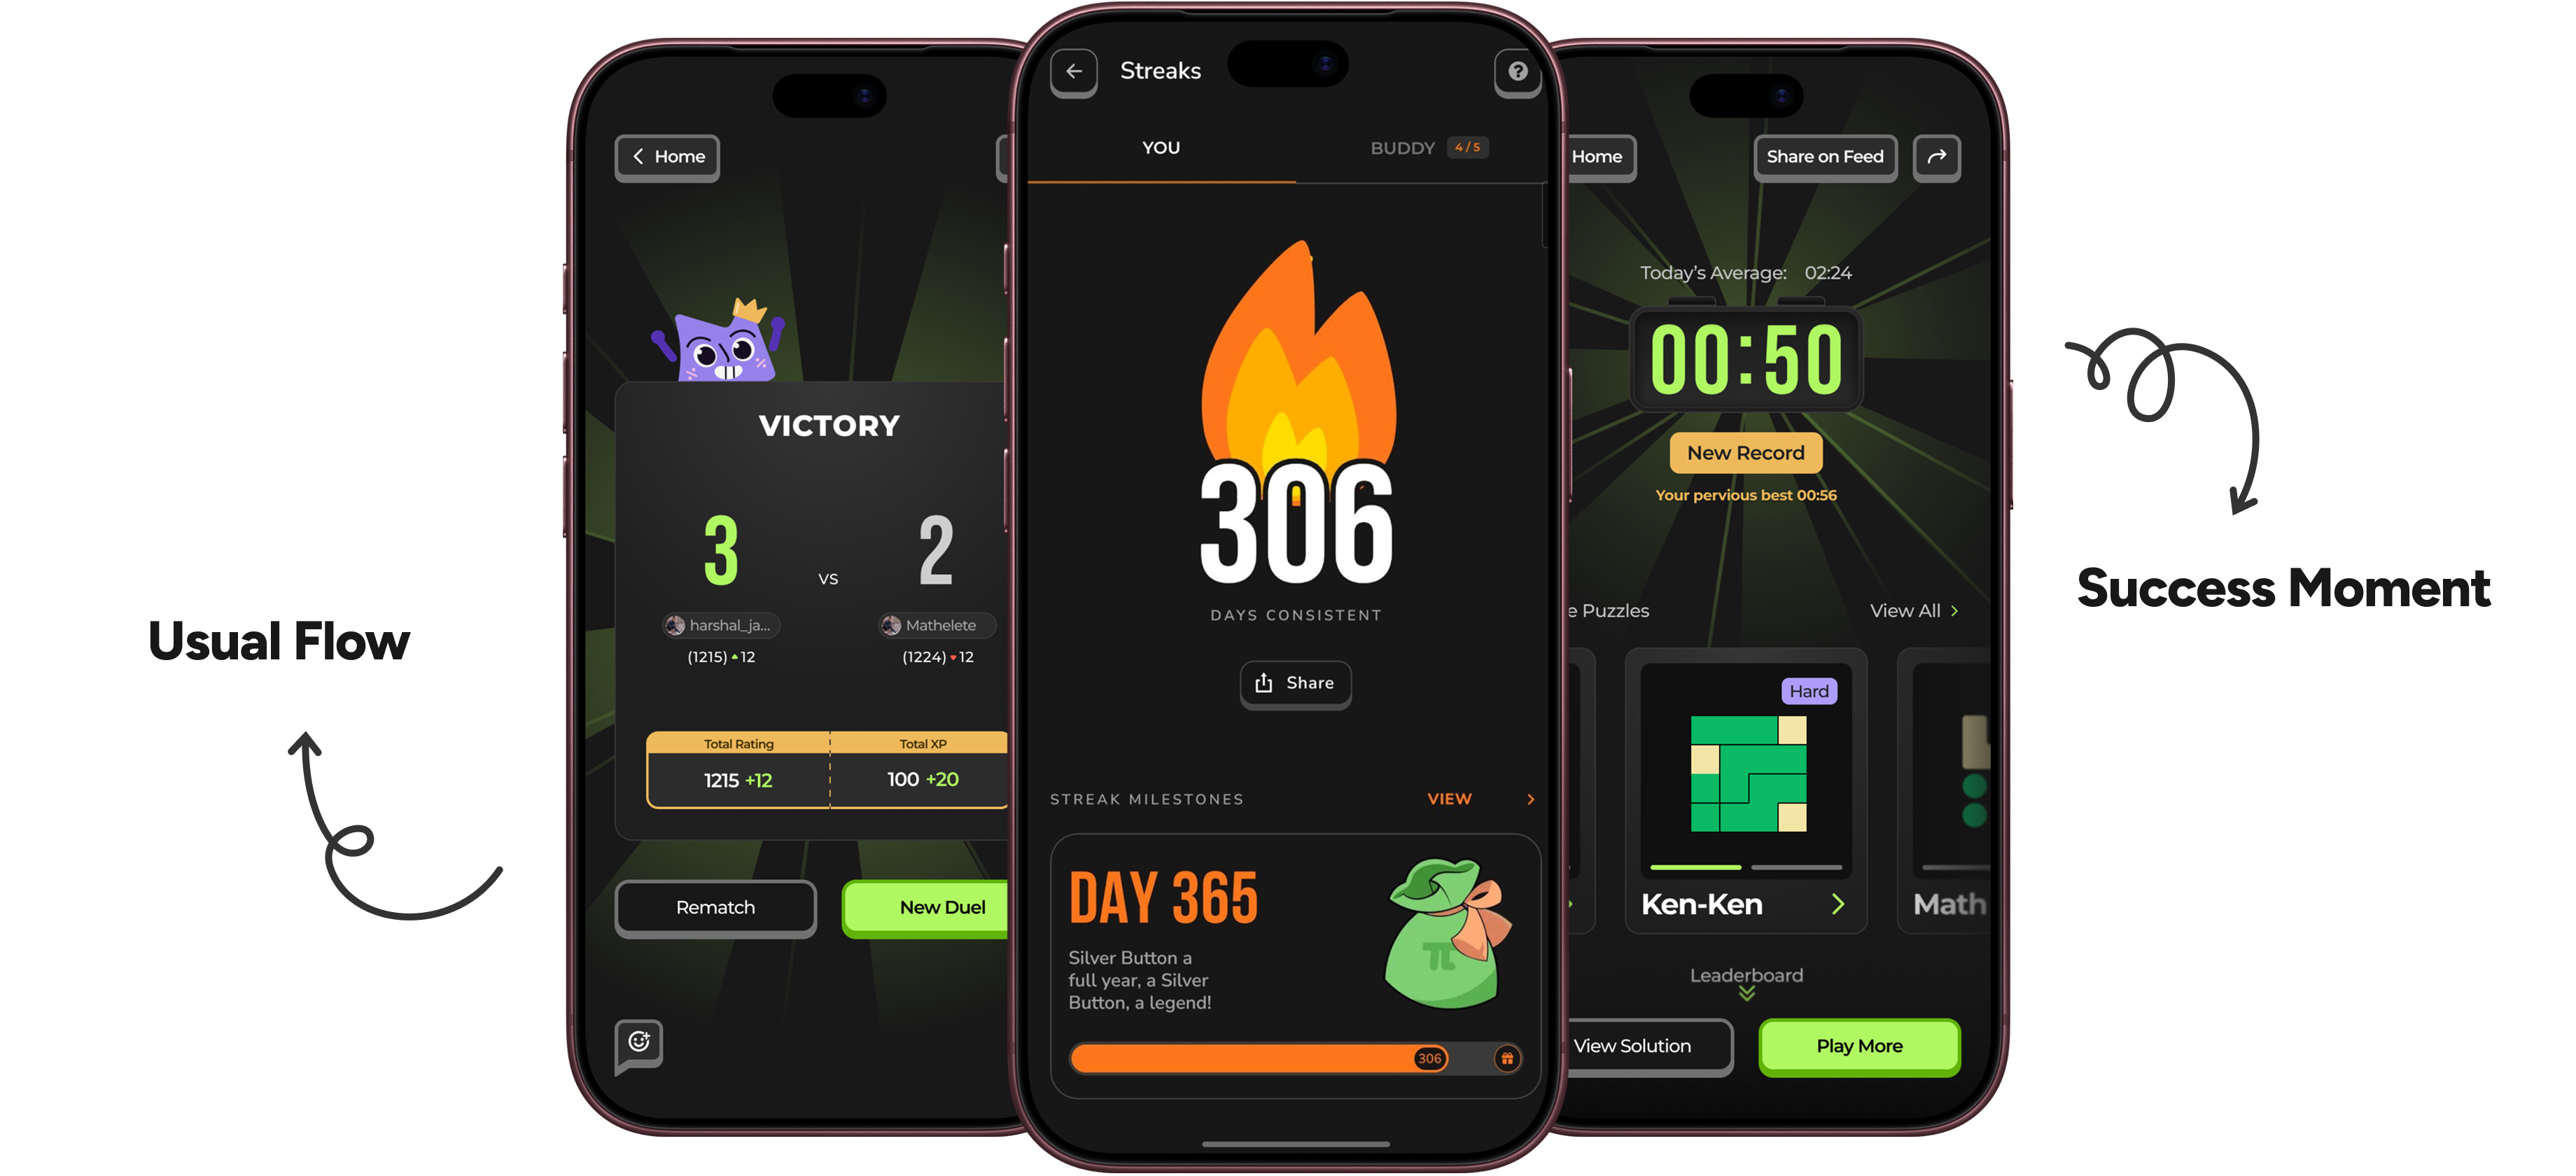 Usual Flow
Home
VICTORY
3 vs 2
harshal_ja... Mathelete
(1215) 12 (1224) 12
Total Rating Total XP
1215 +12 100 +20
Rematch New Duel
Streaks
YOU BUDDY 4/5
306
DAYS CONSISTENT
Share
STREAK MILESTONES VIEW
DAY 365
Silver Button a
full year, a Silver
Button, a legend!
π
306
Home Share on Feed
Today's Average: 02:24
00:50
New Record
Your pervious best 00:56
e Puzzles View All
Hard
Ken-Ken Math
Leaderboard
View Solution Play More
Success Moment